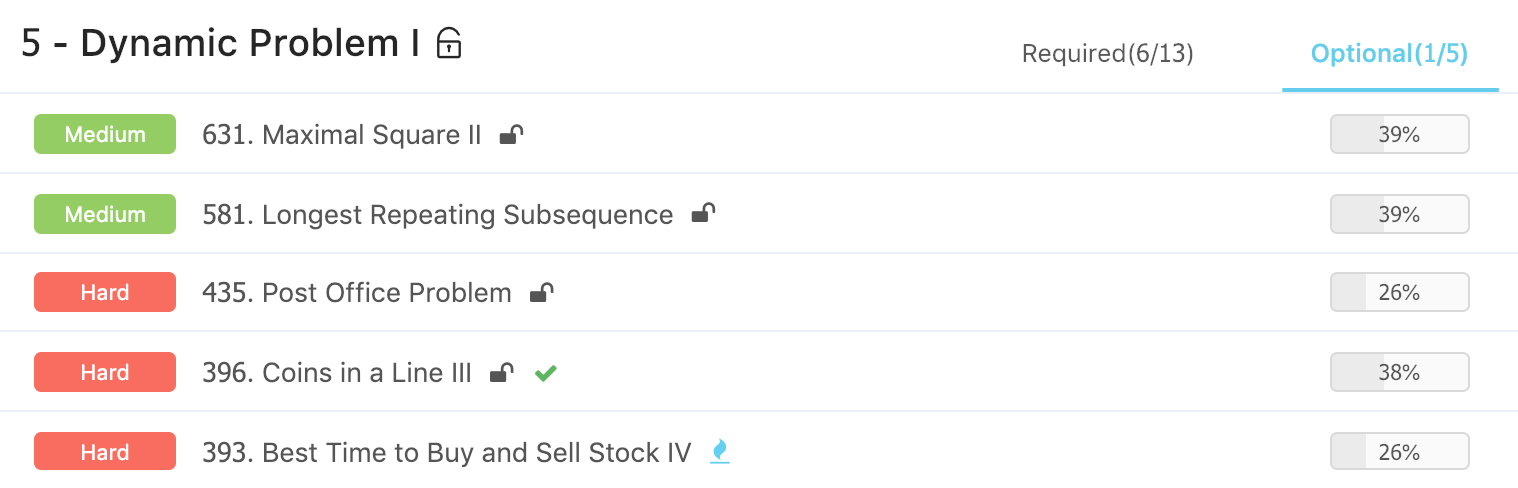 5 - Dynamic Problem I
Required(6/13)
Optional(1/5)
Medium 631. Maximal Square II 39%
Medium 581. Longest Repeating Subsequence 39%
Hard 435. Post Office Problem 26%
Hard 396. Coins in a Line III 38%
Hard 393. Best Time to Buy and Sell Stock IV 26%